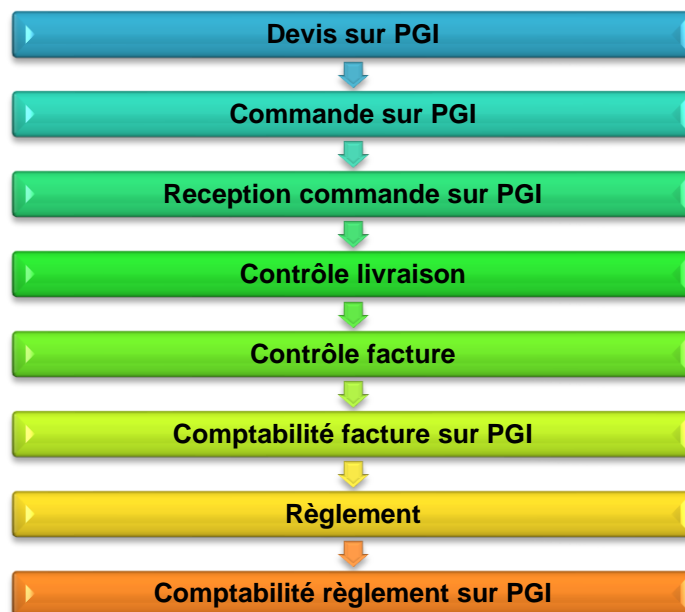 Devis sur PGI
Commande sur PGI
Reception commande sur PGI
Contrôle livraison
Contrôle facture
Comptabilité facture sur PGI
Règlement
Comptabilité règlement sur PGI